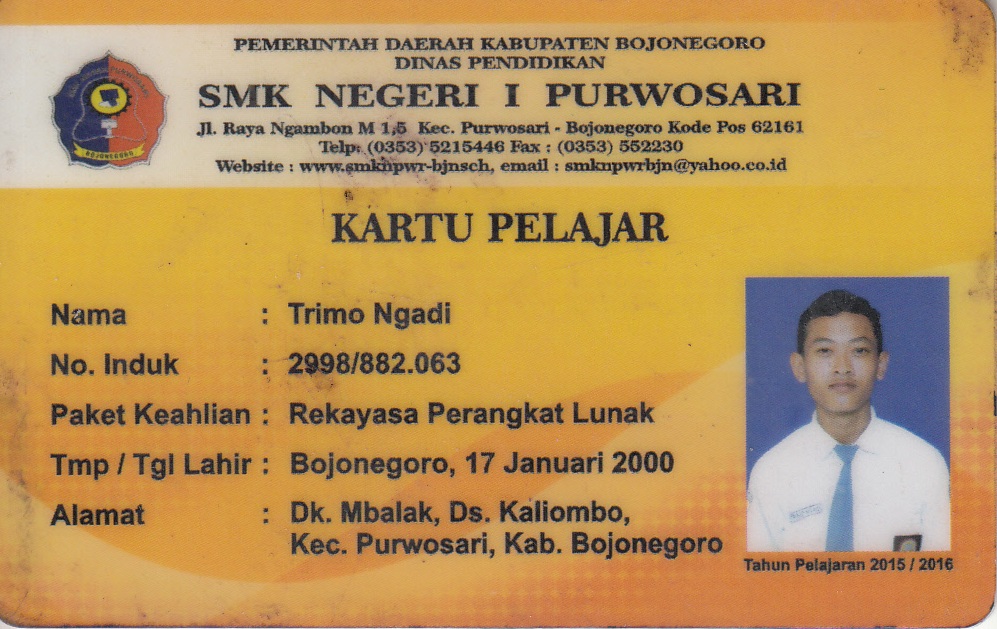 PEMERINTAH DAERAH KABUPATEN BOJONEGORO
DINAS PENDIDIKAN
SMK NEGERI I PURWOSARI
Jl. Raya Ngambon M 1,5 Kec. Purwosari - Bojonegoro Kode Pos 62161
Telp: (0353) 5215446 Fax : (0353) 552230
Website : www.smknpwr-bjnsch, email : smknpwrbjn@yahoo.co.id
BOJONEGORO
KARTU PELAJAR
Nama : Trimo Ngadi
No. Induk : 2998/882.063
Paket Keahlian : Rekayasa Perangkat Lunak
Tmp / Tgl Lahir : Bojonegoro, 17 Januari 2000
Alamat : Dk. Mbalak, Ds. Kaliombo,
Kec. Purwosari, Kab. Bojonegoro
Tahun Pelajaran 2015 / 2016